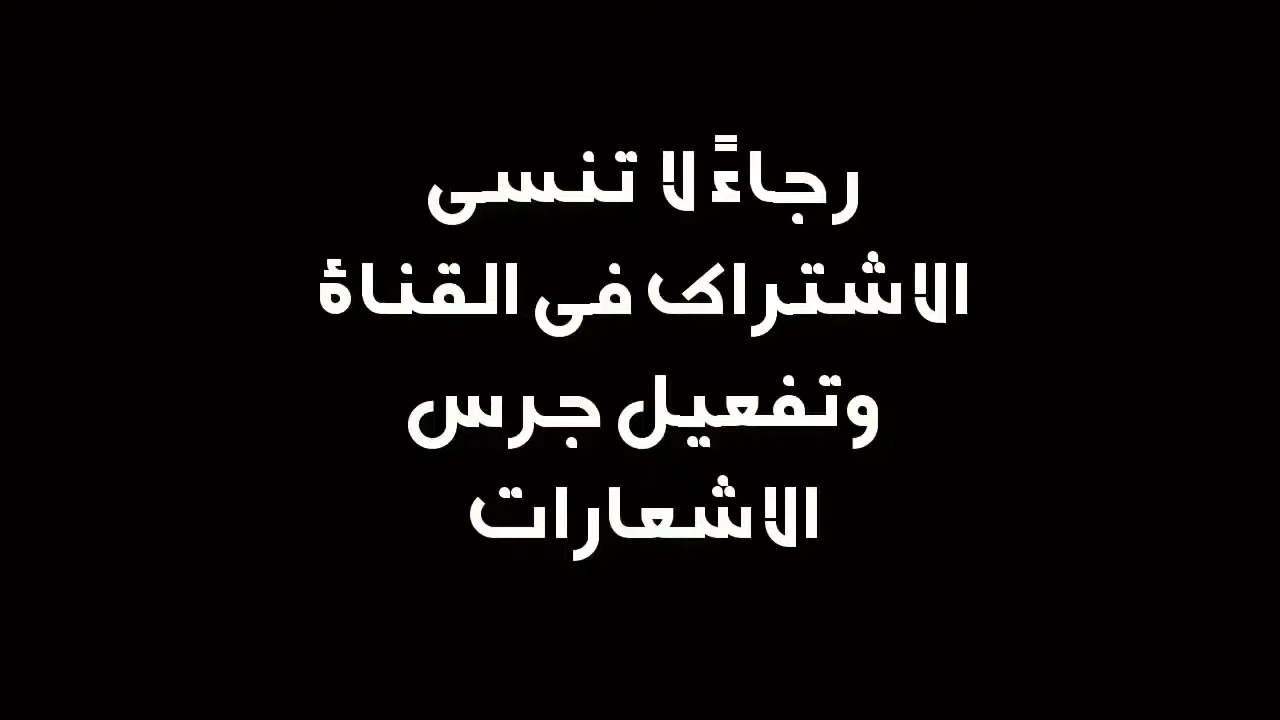 رجاءً لا تنسى
الاشتراك فى القناة
وتفعيل جرس
الاشعارات